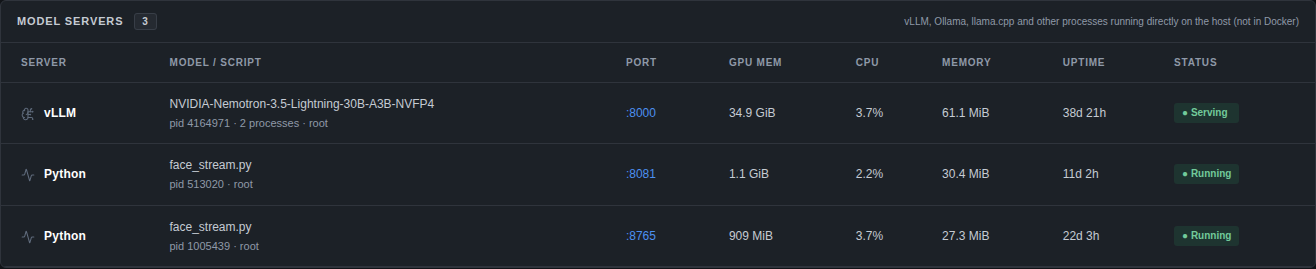 MODEL SERVERS 3 vLLM, Ollama, llama.cpp and other processes running directly on the host (not in Docker)
SERVER MODEL / SCRIPT PORT GPU MEM CPU MEMORY UPTIME STATUS
vLLM NVIDIA-Nemotron-3.5-Lightning-30B-A3B-NVFP4 :8000 34.9 GiB 3.7% 61.1 MiB 38d 21h ● Serving
pid 4164971 · 2 processes · root
Python face_stream.py :8081 1.1 GiB 2.2% 30.4 MiB 11d 2h ● Running
pid 513020 · root
Python face_stream.py :8765 909 MiB 3.7% 27.3 MiB 22d 3h ● Running
pid 1005439 · root